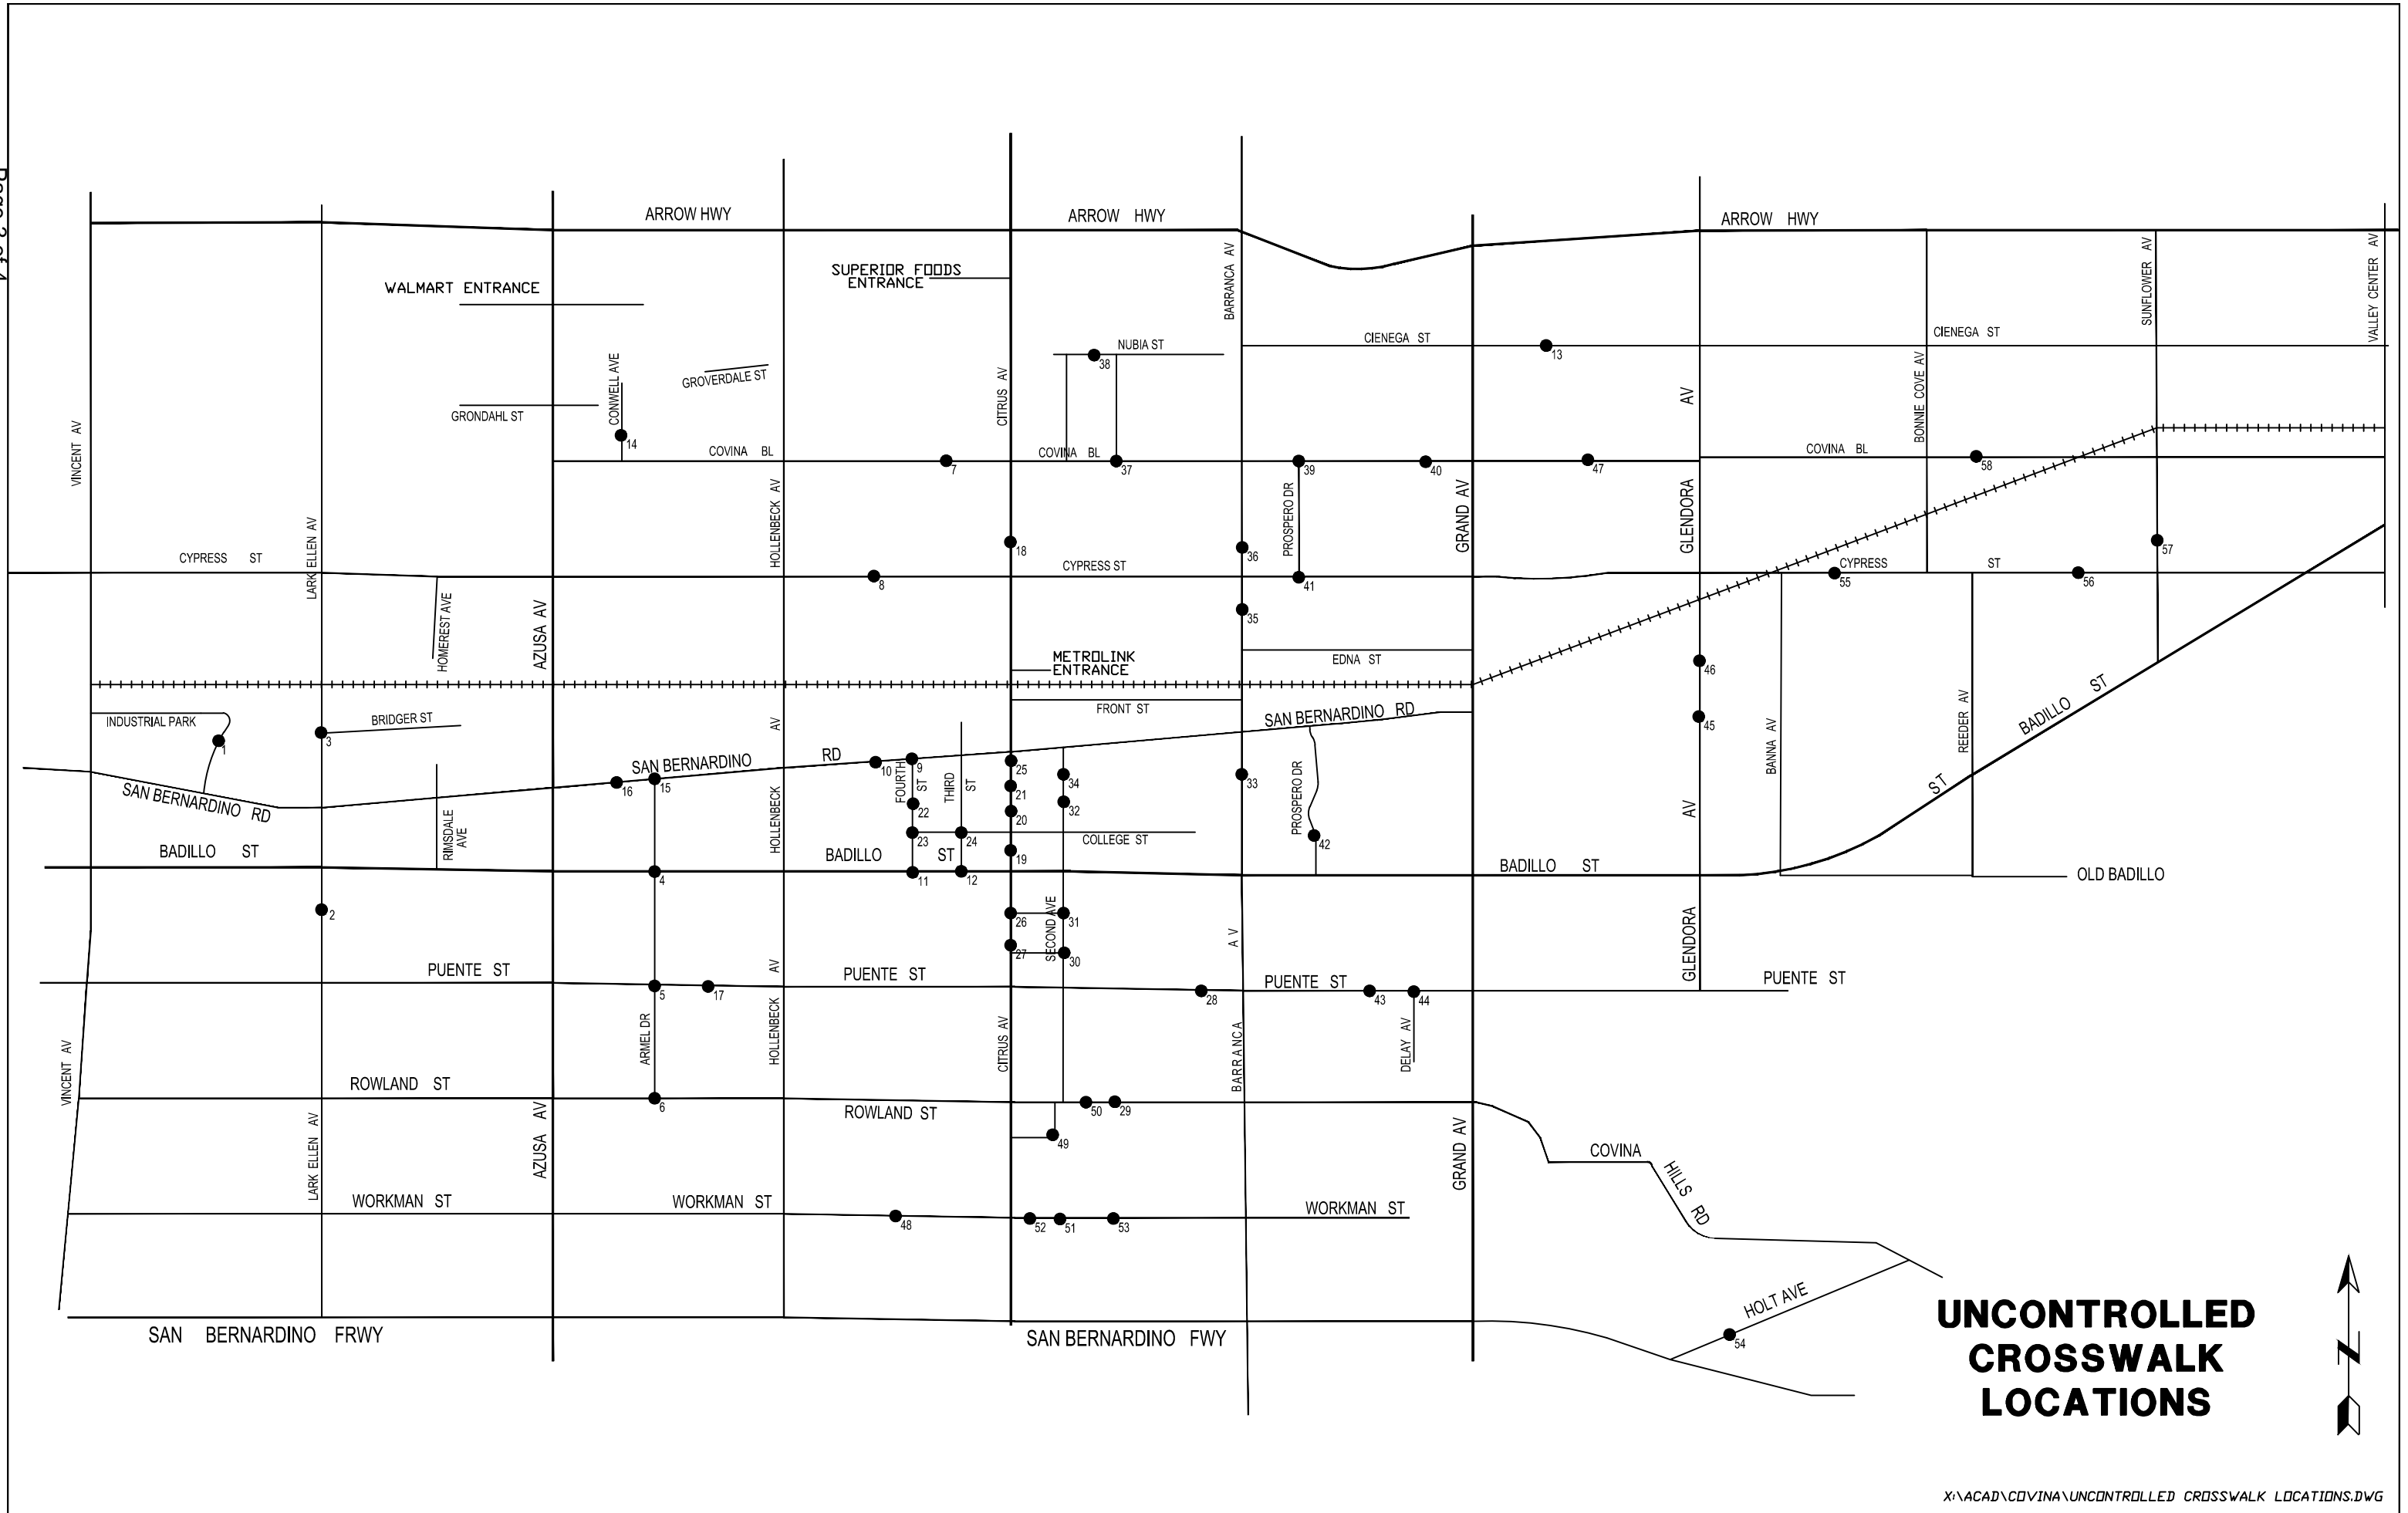 Page 3 of 4
ARROW HWY
ARROW HWY
ARROW HWY
SUPERIOR FOODS
ENTRANCE
WALMART ENTRANCE
BARRANCA AV
SUNFLOWER AV
VALLEY CENTER AV
NUBIA ST
CIENEGA ST
CIENEGA ST
13
38
CONWELL AVE
GROVERDALE ST
GRONDAHL ST
CITRUS AV
AV
BONNIE COVE AV
VINCENT AV
14
COVINA BL
COVINA BL
COVINA BL
7
37
39
40
47
58
LARK ELLEN AV
HOLLENBECK AV
PROSPERO DR
GRAND AV
GLENDORA
18
36
57
CYPRESS ST
CYPRESS ST
CYPRESS ST
8
41
55
56
HOMEREST AVE
AZUSA AV
35
METROLINK
ENTRANCE
EDNA ST
46
INDUSTRIAL PARK
BRIDGER ST
FRONT ST
SAN BERNARDINO RD
45
BADILLO ST
REEDER AV
BANNA AV
1
3
AV
SAN BERNARDINO RD
SAN BERNARDINO RD
16
15
10
9
25
34
33
FOURTH ST
THIRD ST
21
22
32
20
PROSPERO DR
AV
ST
RIMSDALE
AVE
HOLLENBECK
23
24
COLLEGE ST
42
BADILLO ST
BADILLO ST
19
BADILLO ST
OLD BADILLO
4
11
12
2
26
31
SECOND AVE
27
30
A V
GLENDORA
PUENTE ST
AV
PUENTE ST
PUENTE ST
PUENTE ST
5
17
28
43
44
ARMEL DR
HOLLENBECK
CITRUS AV
BARRANCA
DELAY AV
VINCENT AV
ROWLAND ST
ROWLAND ST
6
50
29
49
LARK ELLEN AV
AZUSA AV
GRAND AV
COVINA
HILLS RD
WORKMAN ST
WORKMAN ST
WORKMAN ST
48
52
51
53
HOLT AVE
54
SAN BERNARDINO FRWY
SAN BERNARDINO FWY
UNCONTROLLED
CROSSWALK
LOCATIONS
N
X:\ACAD\COVINA\UNCONTROLLED CROSSWALK LOCATIONS.DWG